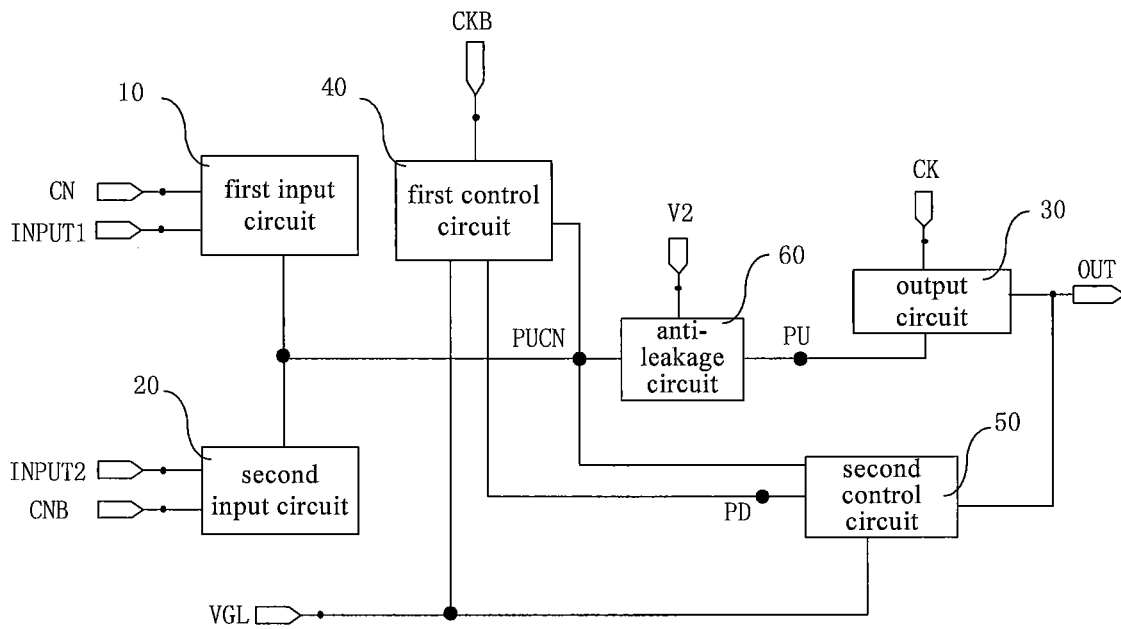 CKB
10
40
CN
INPUT1
first input
circuit
first control
circuit
V2
60
CK
30
OUT
output
circuit
PUCN
anti-
leakage
circuit
PU
20
INPUT2
CNB
second
input circuit
50
second
control
circuit
PD
VGL